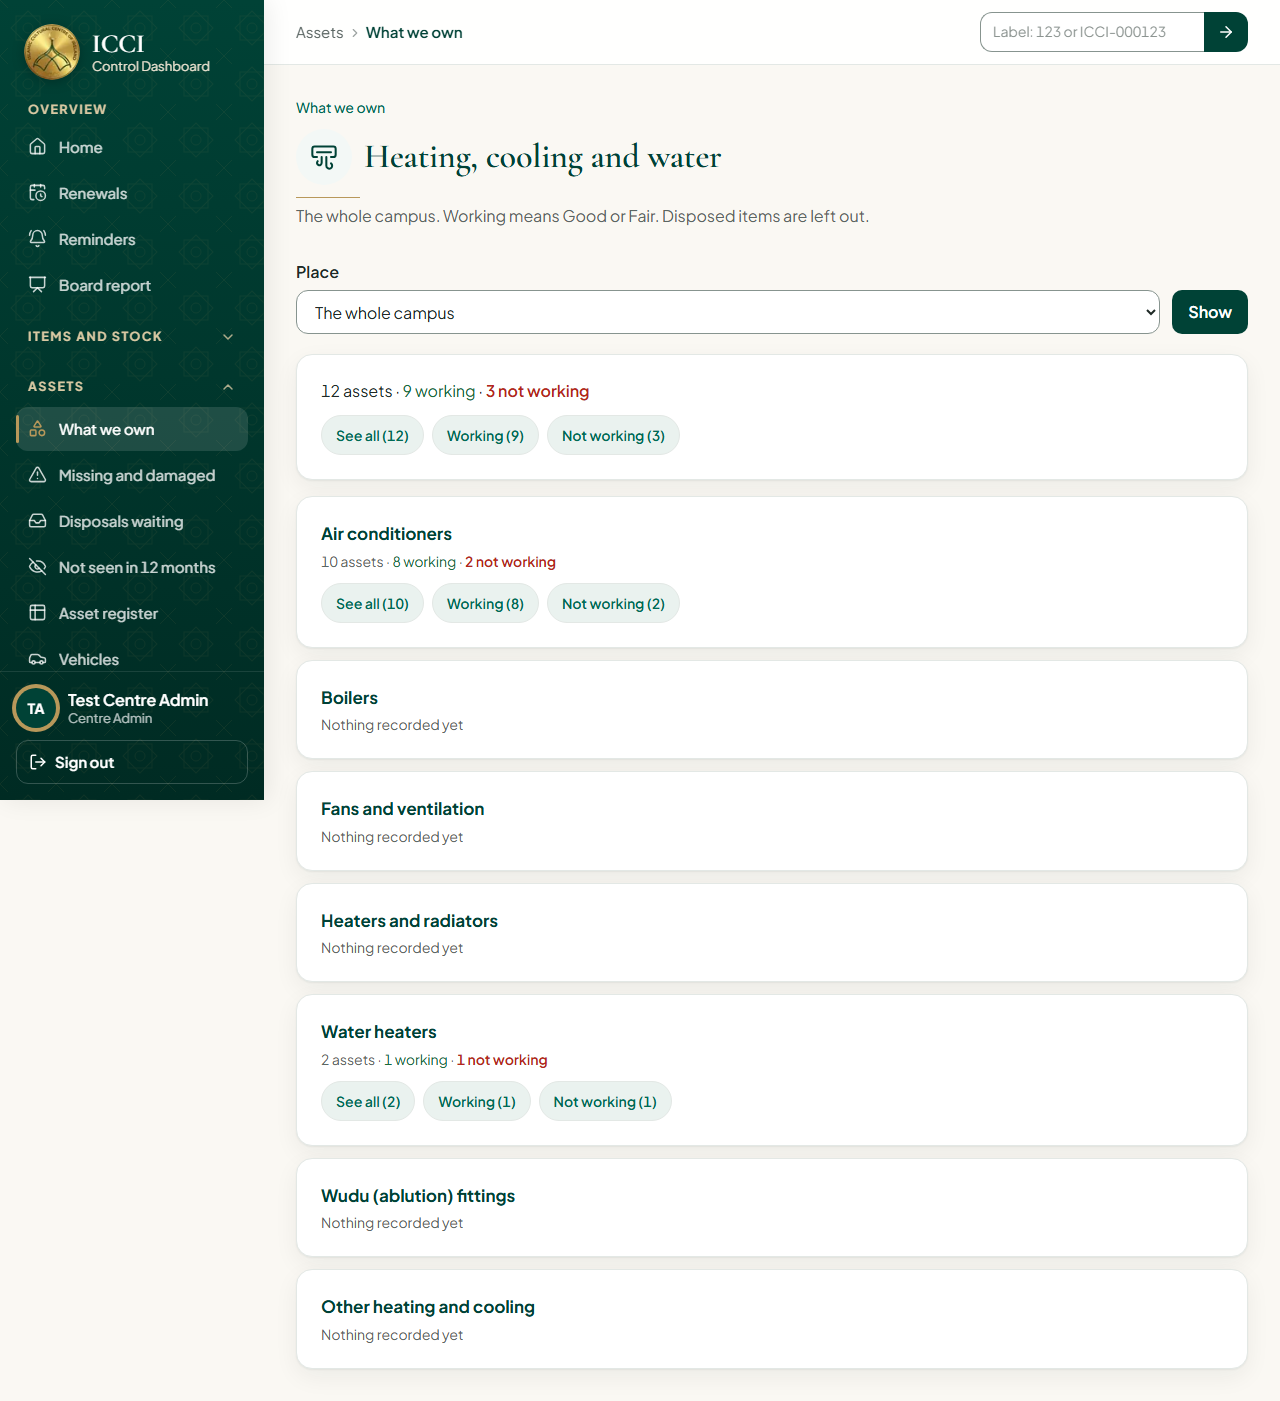 ICCI
Control Dashboard
OVERVIEW
Home
Renewals
Reminders
Board report
ITEMS AND STOCK
ASSETS
What we own
Missing and damaged
Disposals waiting
Not seen in 12 months
Asset register
Vehicles
TA
Test Centre Admin
Centre Admin
Sign out
Assets > What we own
Label: 123 or ICCI-000123
What we own
Heating, cooling and water
The whole campus. Working means Good or Fair. Disposed items are left out.
Place
The whole campus
Show
12 assets · 9 working · 3 not working
See all (12) Working (9) Not working (3)
Air conditioners
10 assets · 8 working · 2 not working
See all (10) Working (8) Not working (2)
Boilers
Nothing recorded yet
Fans and ventilation
Nothing recorded yet
Heaters and radiators
Nothing recorded yet
Water heaters
2 assets · 1 working · 1 not working
See all (2) Working (1) Not working (1)
Wudu (ablution) fittings
Nothing recorded yet
Other heating and cooling
Nothing recorded yet